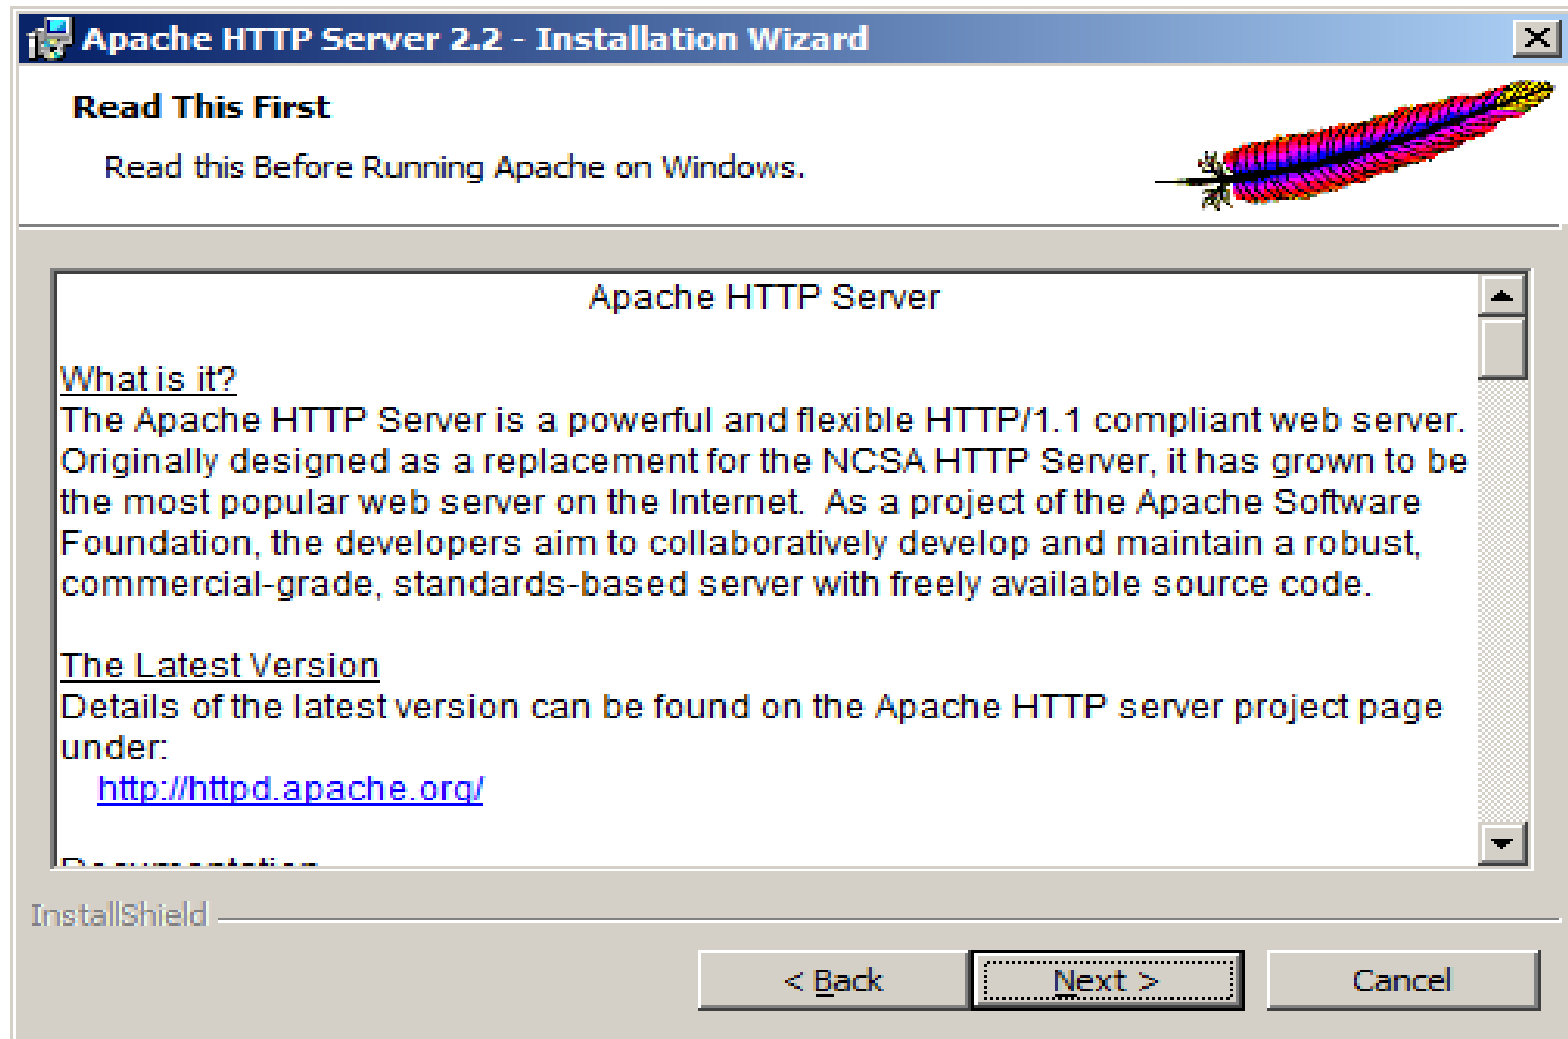 Apache HTTP Server 2.2 - Installation Wizard
Read This First
Read this Before Running Apache on Windows.
Apache HTTP Server
What is it?
The Apache HTTP Server is a powerful and flexible HTTP/1.1 compliant web server.
Originally designed as a replacement for the NCSA HTTP Server, it has grown to be
the most popular web server on the Internet.  As a project of the Apache Software
Foundation, the developers aim to collaboratively develop and maintain a robust,
commercial-grade, standards-based server with freely available source code.
The Latest Version
Details of the latest version can be found on the Apache HTTP server project page
under:
http://httpd.apache.org/
Documentation
InstallShield
< Back
Next >
Cancel